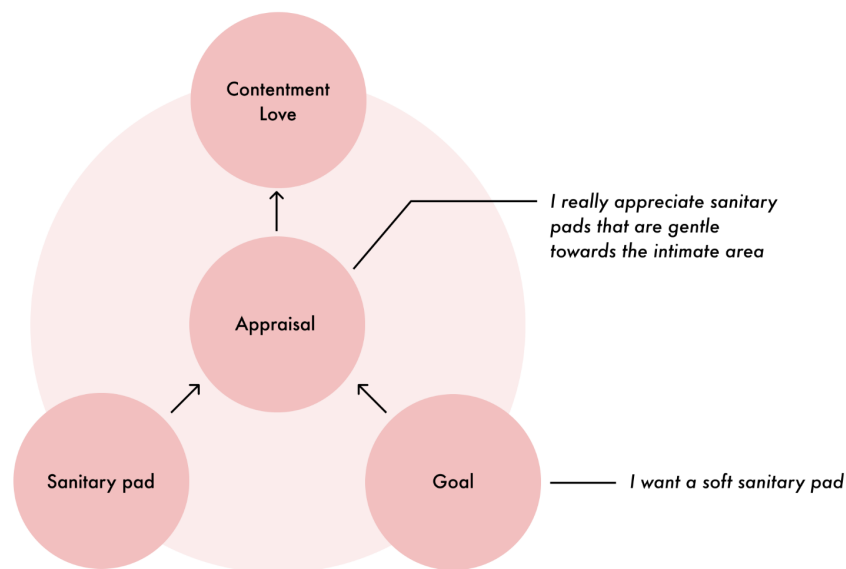 Contentment
Love
I really appreciate sanitary
pads that are gentle
towards the intimate area
Appraisal
Sanitary pad
Goal
I want a soft sanitary pad